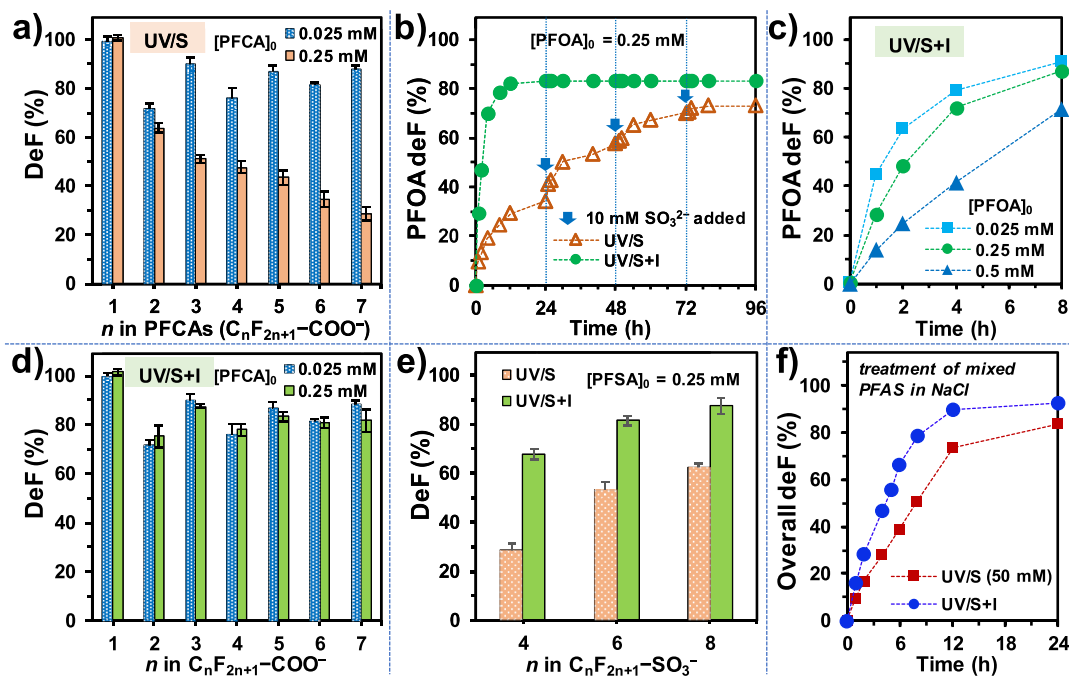 a)
UV/S
[PFCA]₀
0.025 mM
0.25 mM
DeF (%)
100
80
60
40
20
0
1 2 3 4 5 6 7
n in PFCAs (CₙF₂ₙ₊₁−COO⁻)
b)
[PFOA]₀ = 0.25 mM
PFOA deF (%)
100
80
60
40
20
0
10 mM SO₃²⁻ added
UV/S
UV/S+I
0 24 48 72 96
Time (h)
c)
UV/S+I
PFOA deF (%)
100
80
60
40
20
0
[PFOA]₀
0.025 mM
0.25 mM
0.5 mM
0 2 4 6 8
Time (h)
d)
UV/S+I
[PFCA]₀
0.025 mM
0.25 mM
DeF (%)
100
80
60
40
20
0
1 2 3 4 5 6 7
n in CₙF₂ₙ₊₁−COO⁻
e)
UV/S
UV/S+I
[PFSA]₀ = 0.25 mM
DeF (%)
100
80
60
40
20
0
4 6 8
n in CₙF₂ₙ₊₁−SO₃⁻
f)
treatment of mixed
PFAS in NaCl
Overall deF (%)
100
80
60
40
20
0
UV/S (50 mM)
UV/S+I
0 6 12 18 24
Time (h)